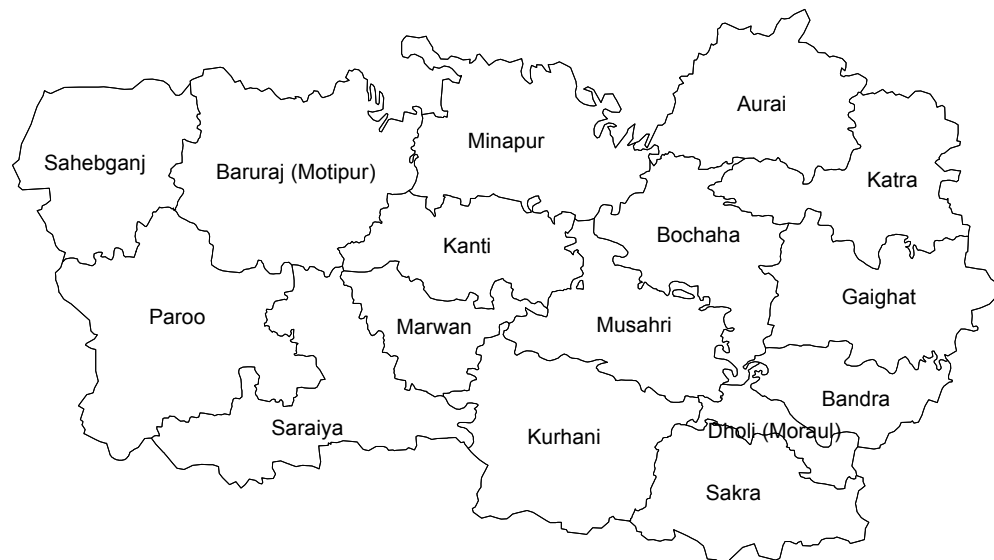 Aurai
Minapur
Sahebganj
Baruraj (Motipur)
Katra
Bochaha
Kanti
Gaighat
Paroo
Marwan
Musahri
Bandra
Saraiya
Dholi (Moraul)
Kurhani
Sakra